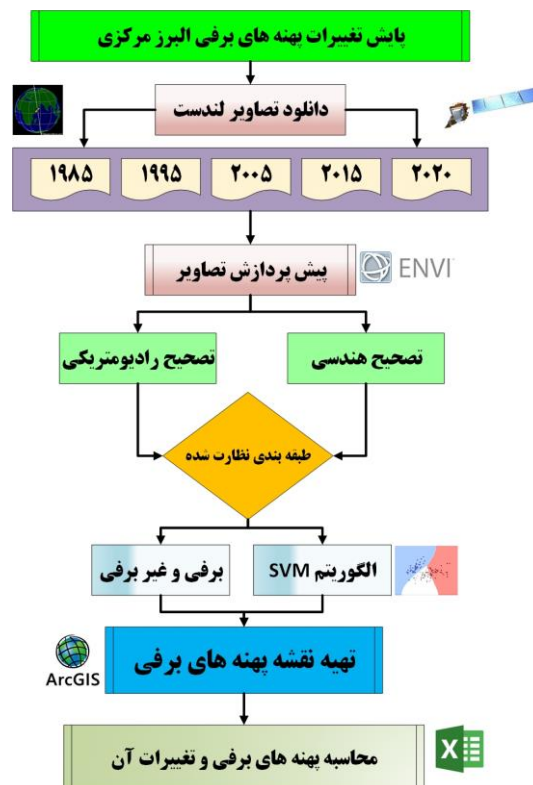 پایش تغییرات پهنه های برفی البرز مرکزی
دانلود تصاویر لندست
۱۹۸۵
۱۹۹۵
۲۰۰۵
۲۰۱۵
۲۰۲۰
پیش پردازش تصاویر
ENVI
تصحیح هندسی
تصحیح رادیومتریکی
طبقه بندی نظارت شده
الگوریتم SVM
برفی و غیر برفی
تهیه نقشه پهنه های برفی
ArcGIS
محاسبه پهنه های برفی و تغییرات آن
X